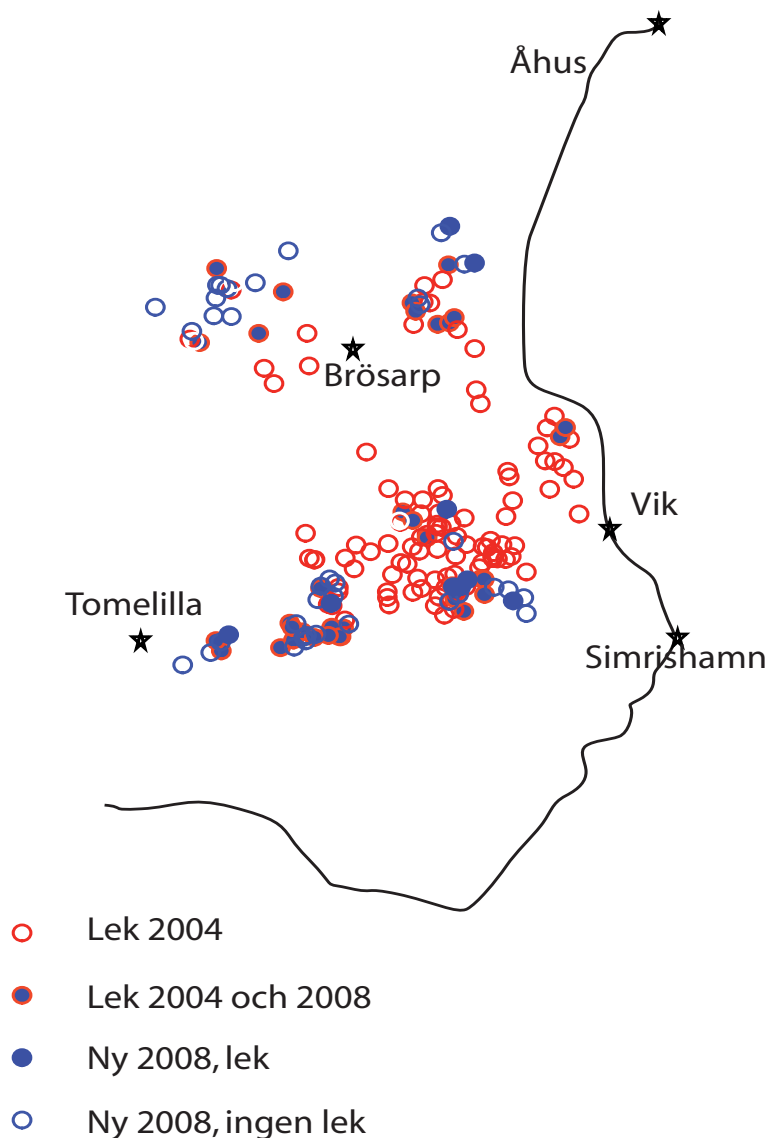 Åhus
Brösarp
Vik
Tomelilla
Simrishamn
Lek 2004
Lek 2004 och 2008
Ny 2008, lek
Ny 2008, ingen lek